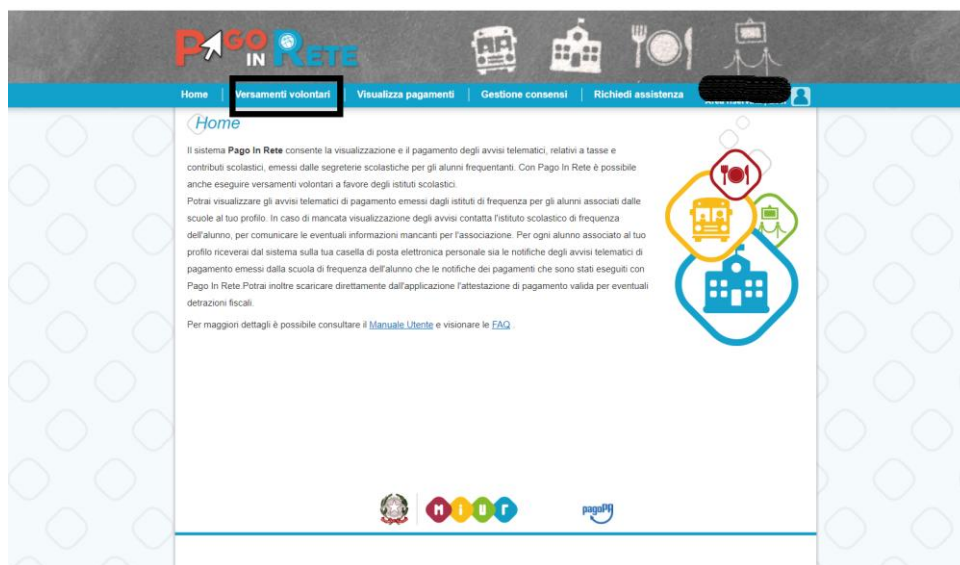 PAGO
IN RETE
Home | Versamenti volontari | Visualizza pagamenti | Gestione consensi | Richiedi assistenza
Home
Il sistema Pago In Rete consente la visualizzazione e il pagamento degli avvisi telematici, relativi a tasse e
contributi scolastici, emessi dalle segreterie scolastiche per gli alunni frequentanti. Con Pago In Rete è possibile
anche eseguire versamenti volontari a favore degli istituti scolastici.
Potrai visualizzare gli avvisi telematici di pagamento emessi dagli istituti di frequenza per gli alunni associati dalle
scuole al tuo profilo. In caso di mancata visualizzazione degli avvisi contatta l'istituto scolastico di frequenza
dell'alunno, per comunicare le eventuali informazioni mancanti per l'associazione. Per ogni alunno associato al tuo
profilo riceverai dal sistema sulla tua casella di posta elettronica personale sia le notifiche degli avvisi telematici di
pagamento emessi dalla scuola di frequenza dell'alunno che le notifiche dei pagamenti che sono stati eseguiti con
Pago In Rete.Potrai inoltre scaricare direttamente dall'applicazione l'attestazione di pagamento valida per eventuali
detrazioni fiscali.
Per maggiori dettagli è possibile consultare il Manuale Utente e visionare le FAQ .
MIUR
pagoPA